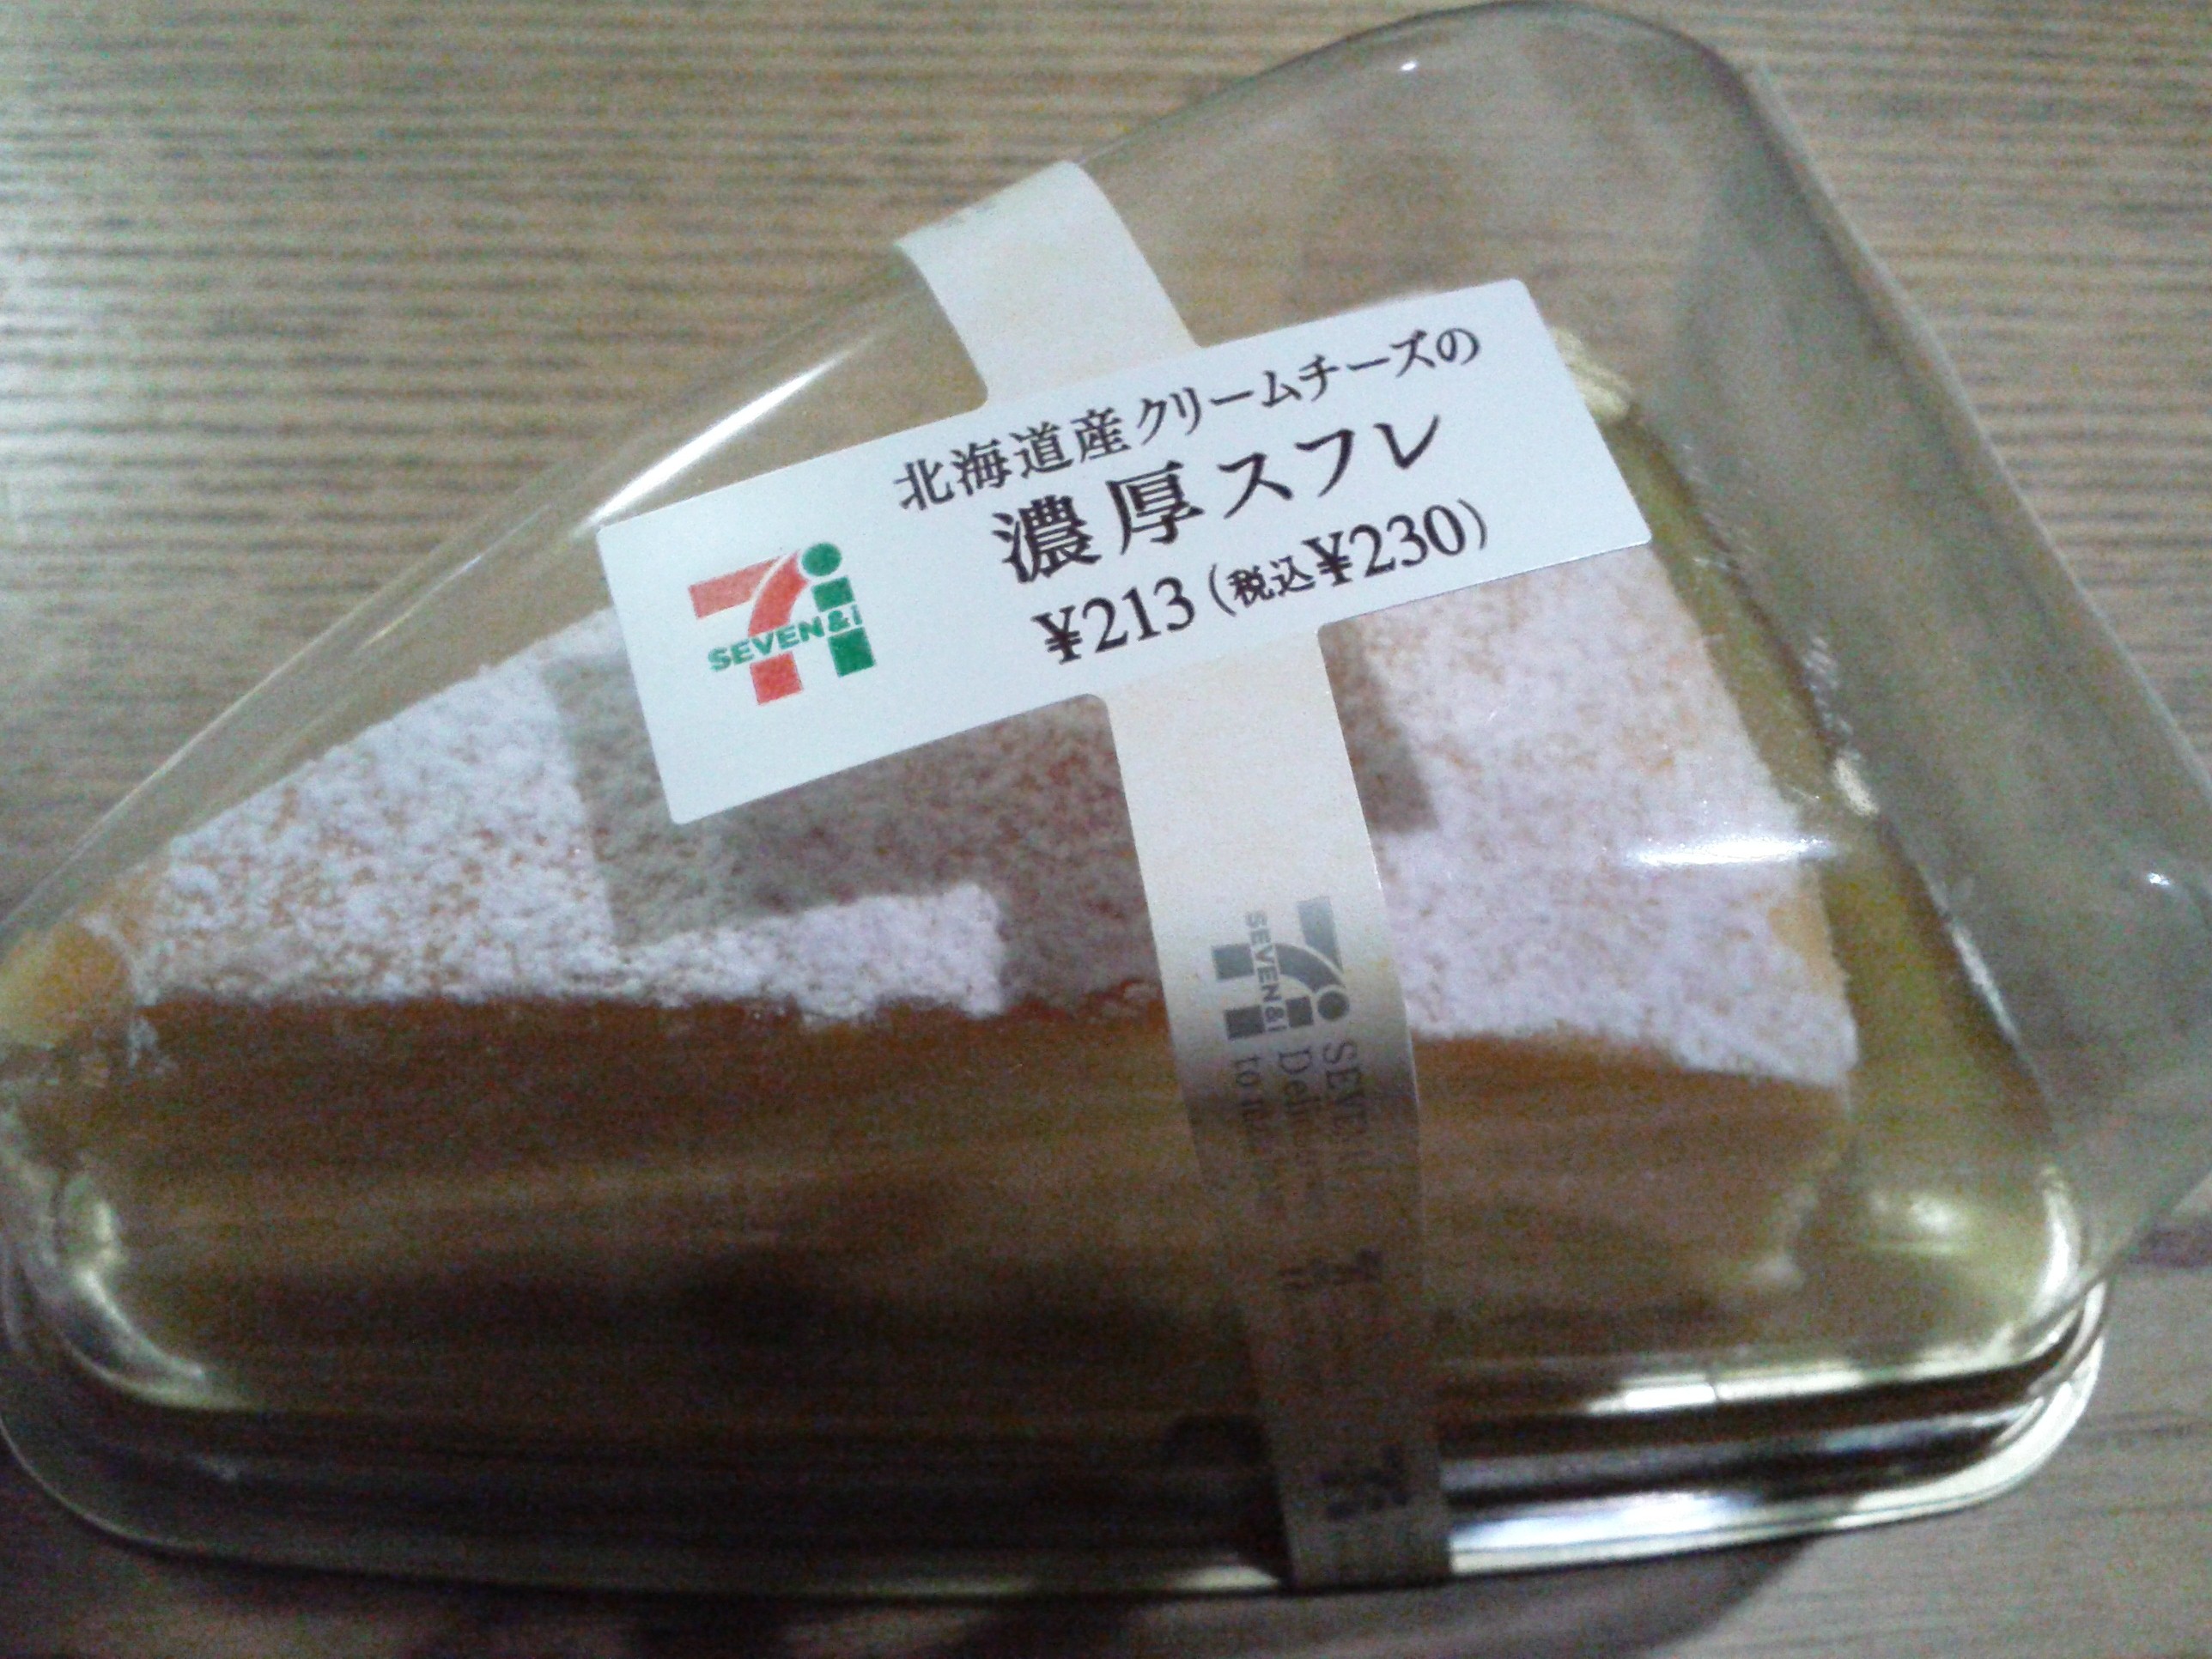 北海道産クリームチーズの
濃厚スフレ
¥213(税込¥230)
SEVEN&i
SEVEN&i